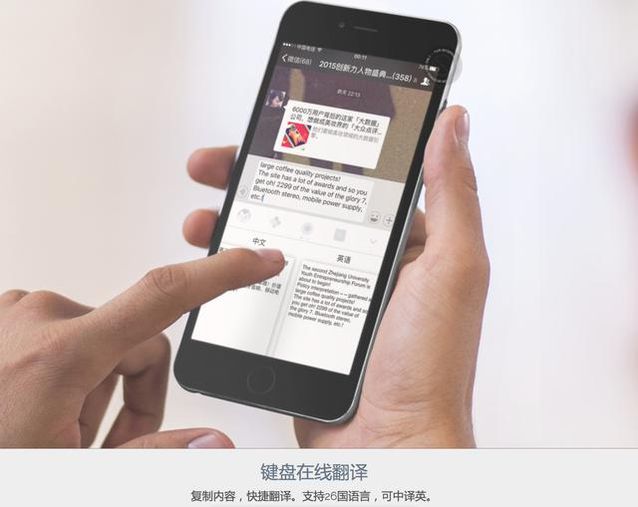 中国电信
00:11
微信(68)
2015创新力人物盛典...(358)
昨天 22:15
6000万用户背后的这家「大数据」
公司，想做成美妆界的「大众点评...
large coffee quality projects!
The site has a lot of awards and so you
get oh! 2299 of the value of the glory 7,
Bluetooth stereo, mobile power supply,
etc.!
中文
英语
The second Zhejiang University
Youth Entrepreneurship Forum is
about to begin!
Policy interpretation -- gathered a
large coffee quality projects!
The site has a lot of awards and so
you get oh! 2299 of the value of
the glory 7, Bluetooth stereo,
mobile power supply, etc.!
键盘在线翻译
复制内容，快捷翻译。支持26国语言，可中译英。